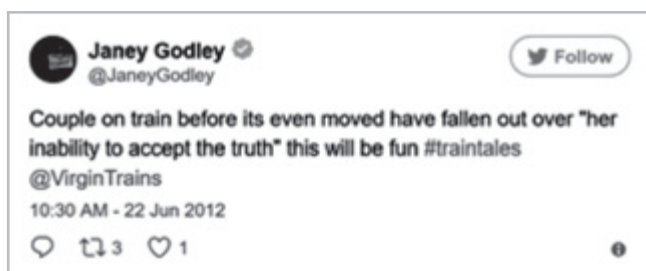 Janey Godley
@JaneyGodley
Follow
Couple on train before its even moved have fallen out over "her
inability to accept the truth" this will be fun #traintales
@VirginTrains
10:30 AM - 22 Jun 2012
3 1